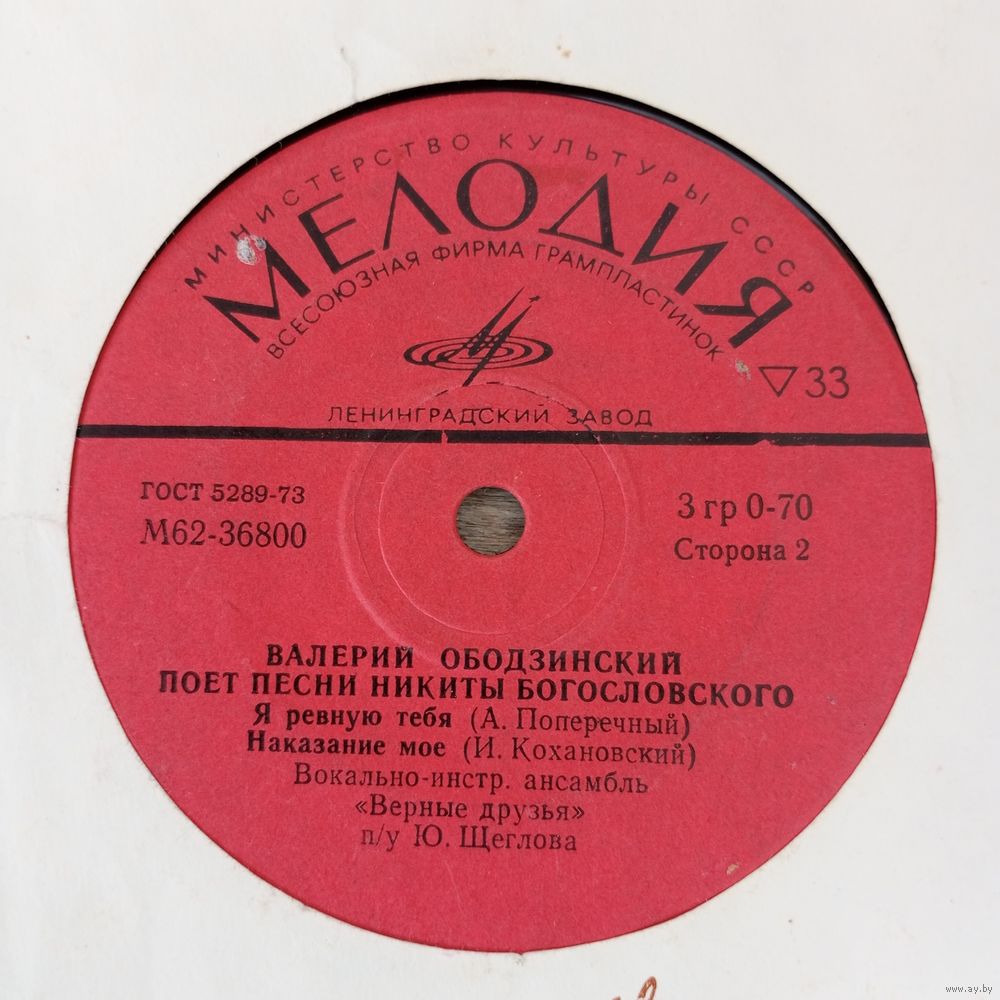 МИНИСТЕРСТВО КУЛЬТУРЫ СССР
МЕЛОДИЯ
ВСЕСОЮЗНАЯ ФИРМА ГРАМПЛАСТИНОК
▽33
ЛЕНИНГРАДСКИЙ ЗАВОД
ГОСТ 5289-73
М62-36800
3 гр 0-70
Сторона 2
ВАЛЕРИЙ ОБОДЗИНСКИЙ
ПОЕТ ПЕСНИ НИКИТЫ БОГОСЛОВСКОГО
Я ревную тебя (А. Поперечный)
Наказание мое (И. Кохановский)
Вокально-инстр. ансамбль
«Верные друзья»
п/у Ю. Щеглова
www.ay.by